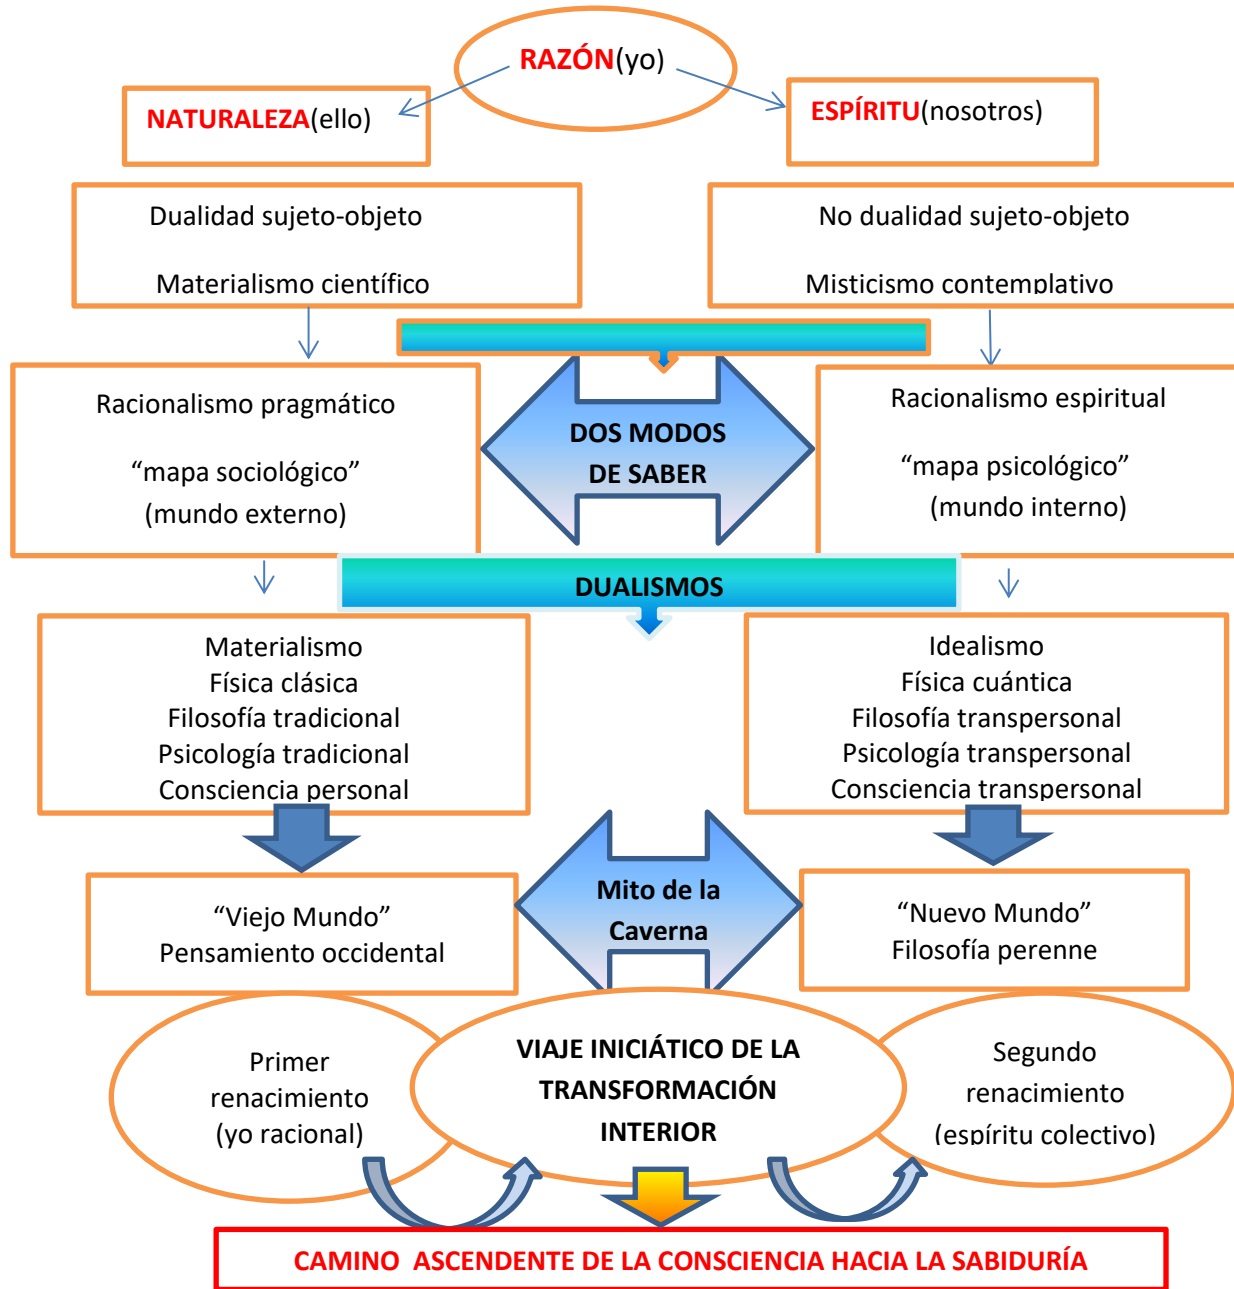 RAZÓN(yo)
NATURALEZA(ello)
ESPÍRITU(nosotros)
Dualidad sujeto-objeto
Materialismo científico
No dualidad sujeto-objeto
Misticismo contemplativo
Racionalismo pragmático
“mapa sociológico”
(mundo externo)
DOS MODOS
DE SABER
Racionalismo espiritual
“mapa psicológico”
(mundo interno)
DUALISMOS
Materialismo
Física clásica
Filosofía tradicional
Psicología tradicional
Consciencia personal
Idealismo
Física cuántica
Filosofía transpersonal
Psicología transpersonal
Consciencia transpersonal
“Viejo Mundo”
Pensamiento occidental
Mito de la
Caverna
“Nuevo Mundo”
Filosofía perenne
Primer
renacimiento
(yo racional)
VIAJE INICIÁTICO DE LA
TRANSFORMACIÓN
INTERIOR
Segundo
renacimiento
(espíritu colectivo)
CAMINO  ASCENDENTE DE LA CONSCIENCIA HACIA LA SABIDURÍA